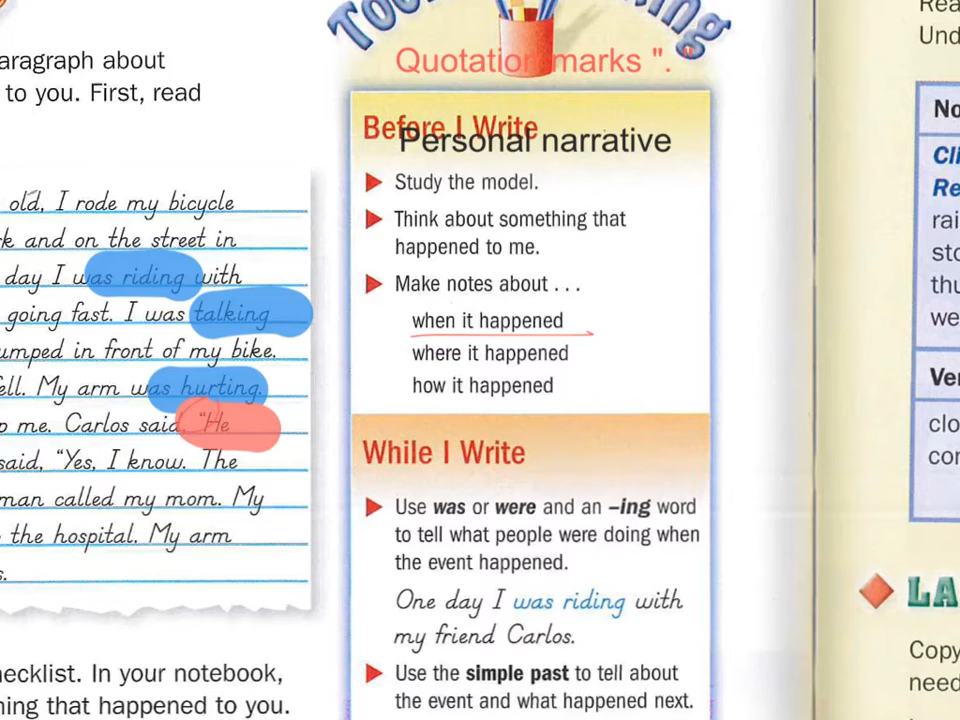 aragraph about
to you. First, read
old, I rode my bicycle
k and on the street in
day I was riding with
going fast. I was talking
umped in front of my bike.
ell. My arm was hurting.
o me. Carlos said, "He
said, "Yes, I know. The
man called my mom. My
the hospital. My arm
s.
hecklist. In your notebook,
ning that happened to you.
Quotation marks ". "
Before I Write
Personal narrative
Study the model.
Think about something that
happened to me.
Make notes about . . .
when it happened
where it happened
how it happened
While I Write
Use was or were and an –ing word
to tell what people were doing when
the event happened.
One day I was riding with
my friend Carlos.
Use the simple past to tell about
the event and what happened next.
Rea
Und
No
Cli
Re
rai
sto
thu
we
Ver
clo
con
LA
Copy
need